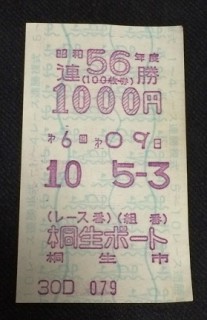 昭和56年度
連勝
(100枚券)
1000円
第6回第09日
10 5-3
(レース番)(組番)
桐生ボート
桐生市
30D 079